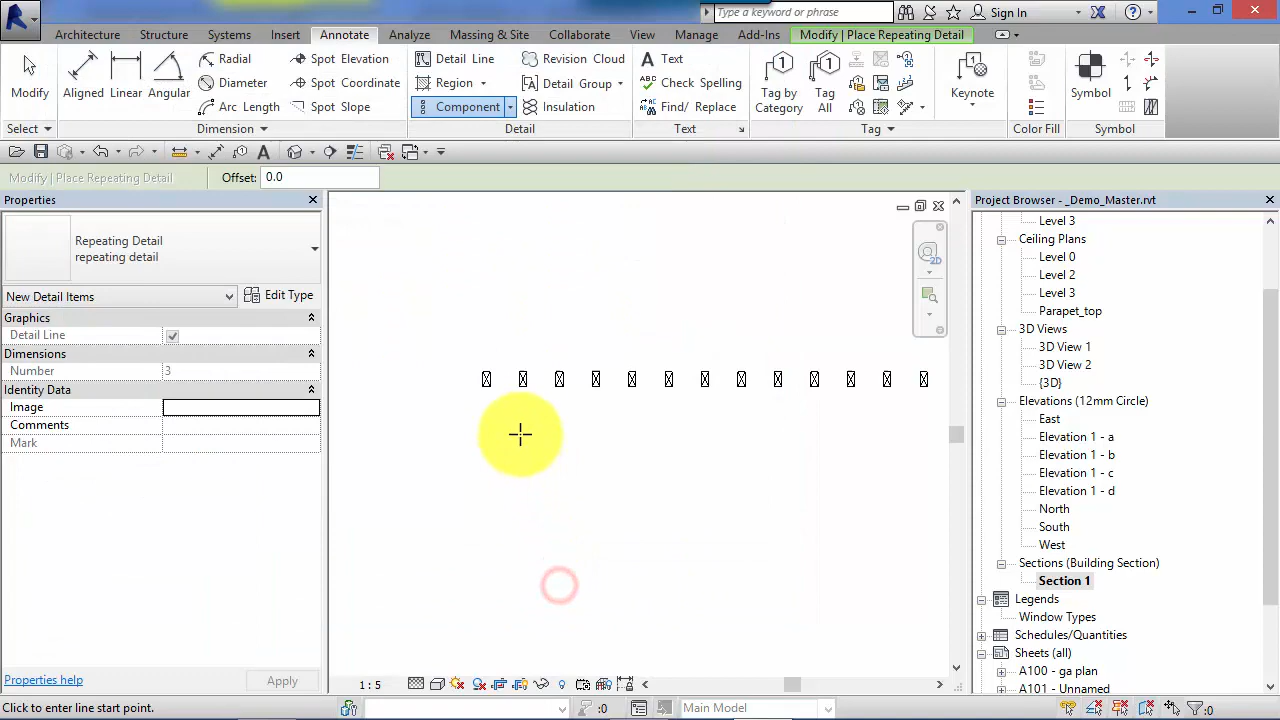 Type a keyword or phrase
Sign In
Architecture Structure Systems Insert Annotate Analyze Massing & Site Collaborate View Manage Add-Ins Modify | Place Repeating Detail
Modify Aligned Linear Angular Radial Diameter Arc Length Spot Elevation Spot Coordinate Spot Slope
Detail Line Region Component Revision Cloud Detail Group Insulation
Text Check Spelling Find/ Replace
Tag by Category Tag All Keynote Symbol
Select Dimension Detail Text Tag Color Fill Symbol
Modify | Place Repeating Detail Offset: 0.0
Properties
Repeating Detail
repeating detail
New Detail Items Edit Type
Graphics
Detail Line
Dimensions
Number 3
Identity Data
Image
Comments
Mark
Properties help Apply
2D
1 : 5
Project Browser - _Demo_Master.rvt
Level 3
Ceiling Plans
Level 0
Level 2
Level 3
Parapet_top
3D Views
3D View 1
3D View 2
{3D}
Elevations (12mm Circle)
East
Elevation 1 - a
Elevation 1 - b
Elevation 1 - c
Elevation 1 - d
North
South
West
Sections (Building Section)
Section 1
Legends
Window Types
Schedules/Quantities
Sheets (all)
A100 - ga plan
A101 - Unnamed
Click to enter line start point. :0 Main Model :0